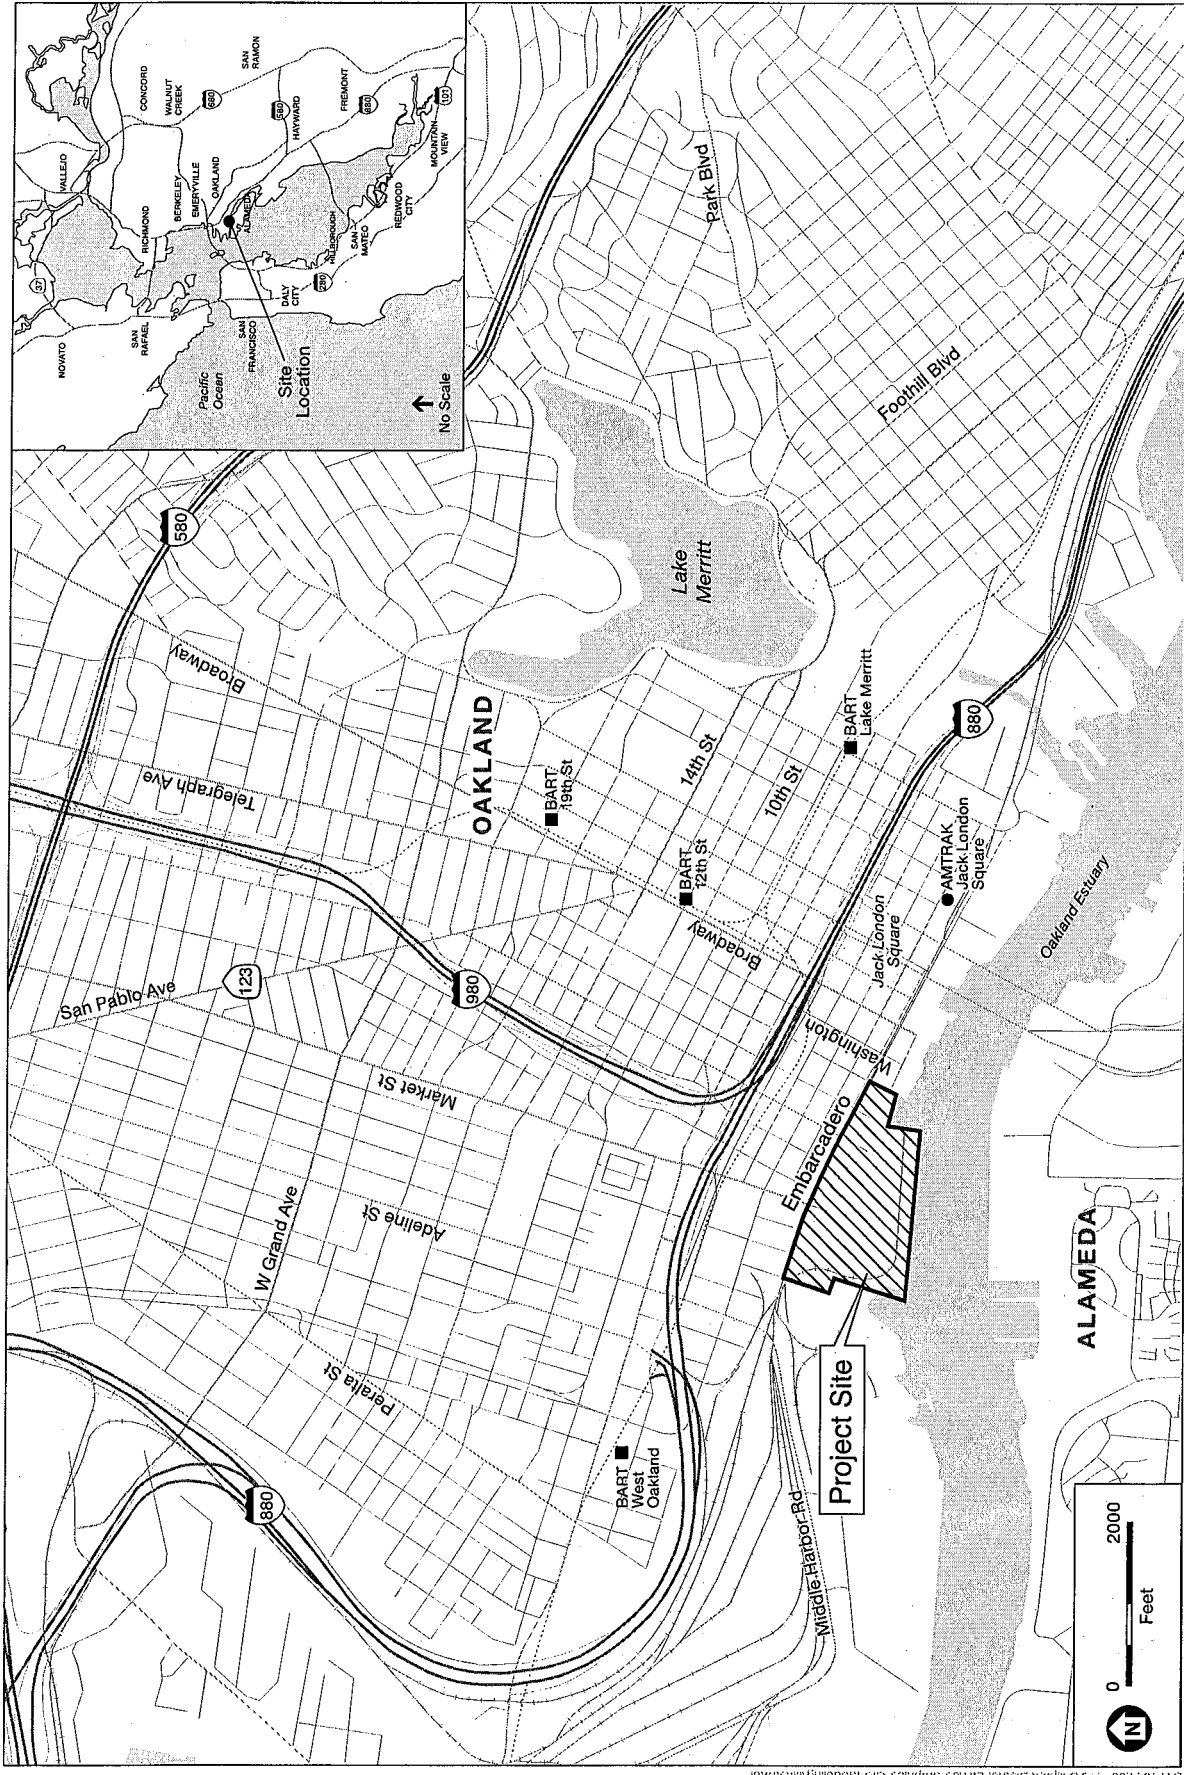 NOVATO
37
VALLEJO
SAN
RAFAEL
RICHMOND
CONCORD
WALNUT
CREEK
BERKELEY
EMERYVILLE
OAKLAND
680
SAN
RAMON
Pacific
Ocean
SAN
FRANCISCO
ALAMEDA
DALY
CITY
280
HILLBOROUGH
SAN
MATEO
580
HAYWARD
FREMONT
880
REDWOOD
CITY
MOUNTAIN
VIEW
101
Site
Location
No Scale
580
Broadway
Telegraph Ave
San Pablo Ave
123
980
Market St
W Grand Ave
Adeline St
Peralta St
880
OAKLAND
BART
19th St
BART
12th St
Broadway
14th St
10th St
Lake
Merritt
BART
Lake Merritt
Park Blvd
Foothill Blvd
880
BART
West
Oakland
Washington
Embarcadero
Jack London
Square
AMTRAK
Jack London
Square
Oakland Estuary
Project Site
Middle Harbor Rd
ALAMEDA
N
0 2000
Feet